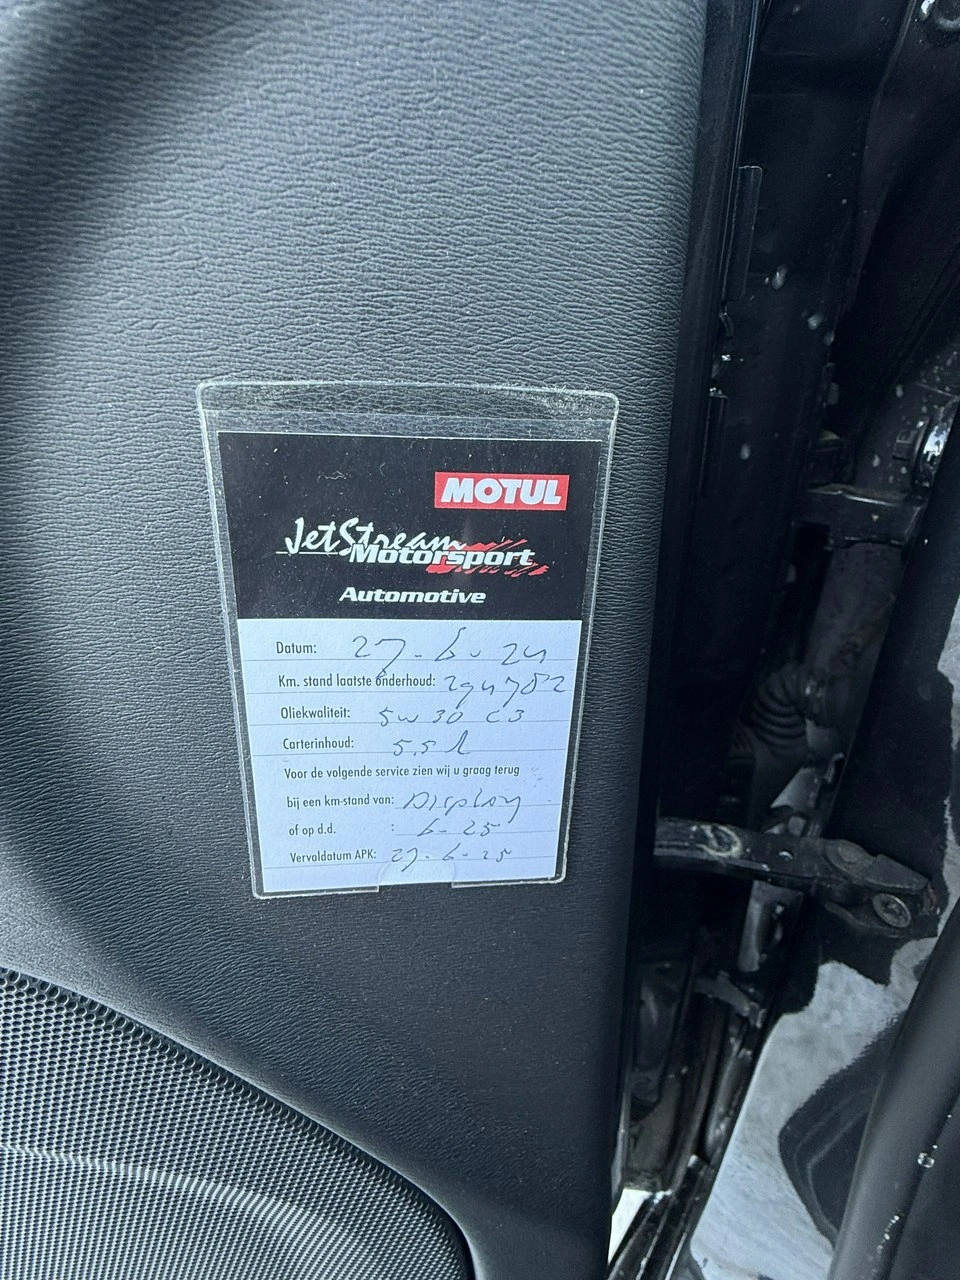 MOTUL
JetStream
Motorsport
Automotive
Datum: 27-6-24
Km. stand laatste onderhoud: 294782
Oliekwaliteit: 5w30 C3
Carterinhoud: 5,5 l
Voor de volgende service zien wij u graag terug
bij een km-stand van: Display
of op d.d. : 6-25
Vervaldatum APK: 27-6-25